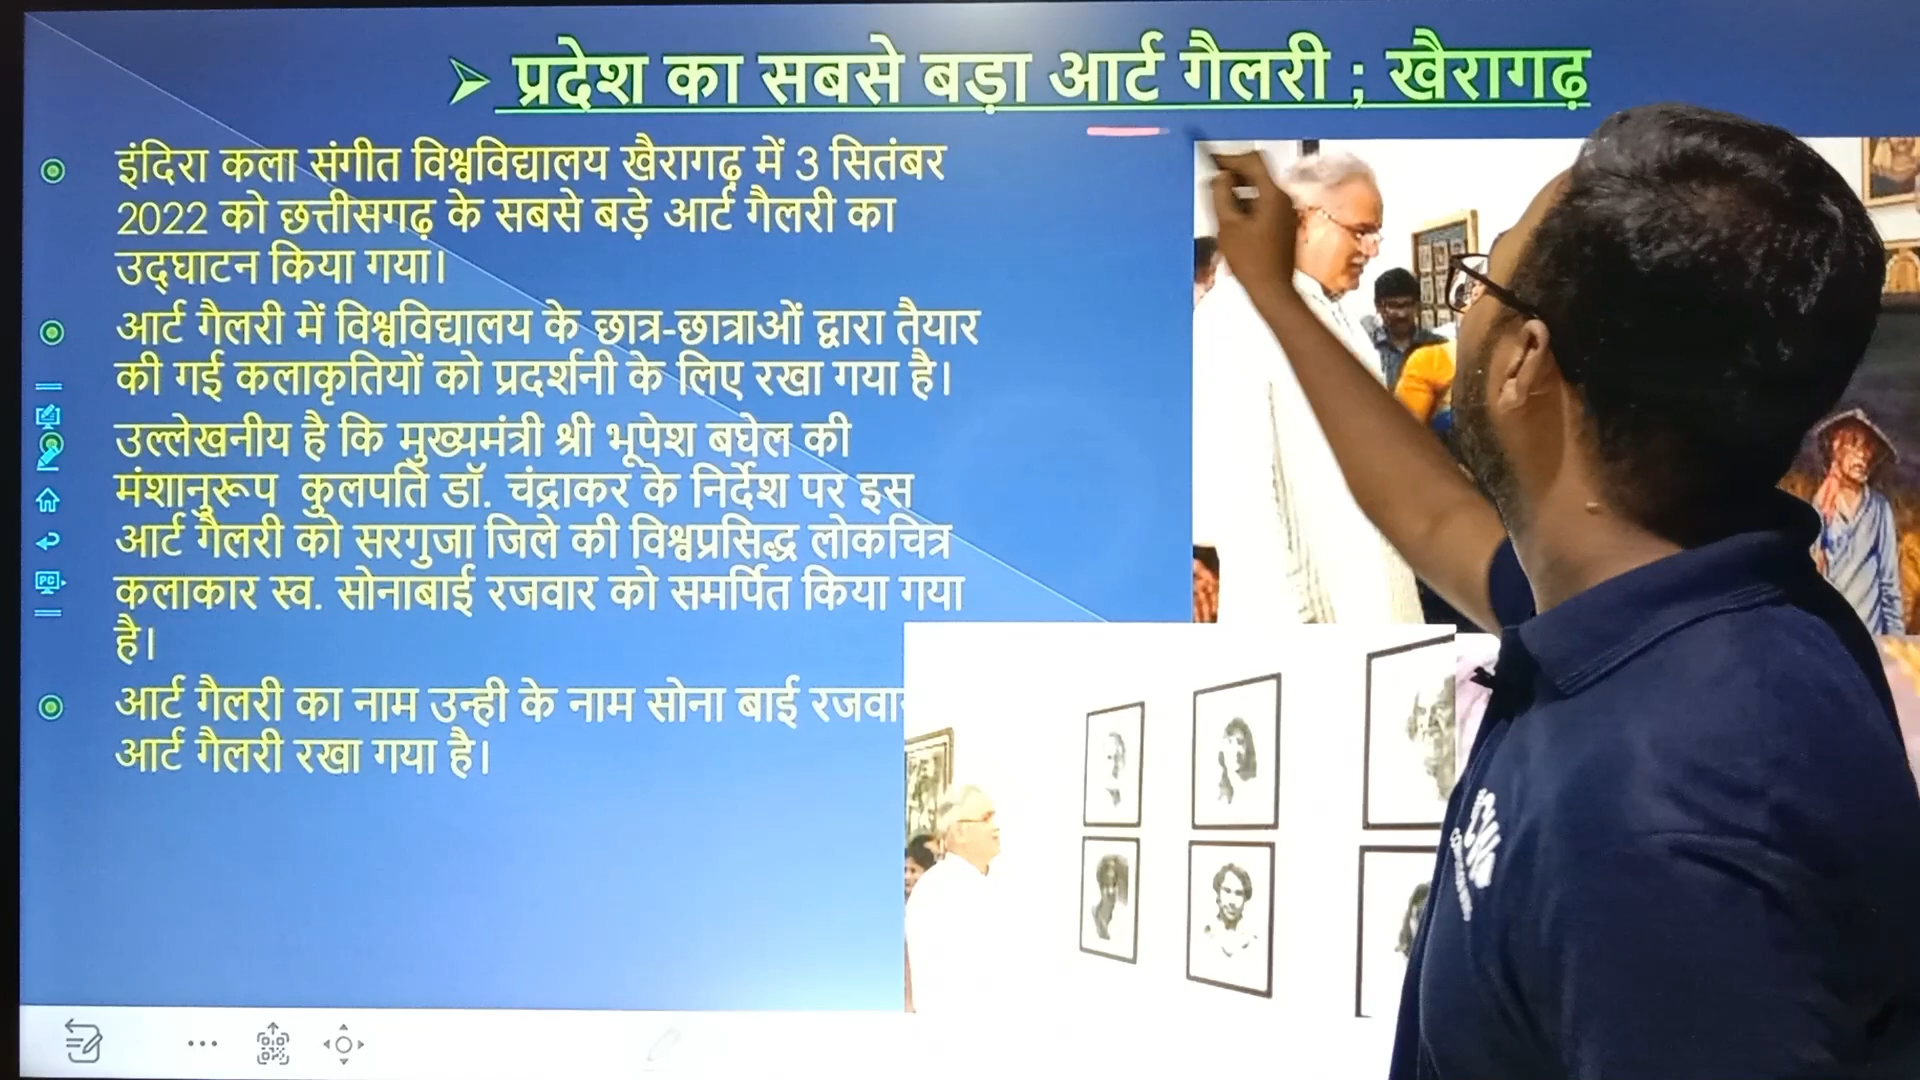 प्रदेश का सबसे बड़ा आर्ट गैलरी ; खैरागढ़
इंदिरा कला संगीत विश्वविद्यालय खैरागढ़ में 3 सितंबर
2022 को छत्तीसगढ़ के सबसे बड़े आर्ट गैलरी का
उद्घाटन किया गया।
आर्ट गैलरी में विश्वविद्यालय के छात्र-छात्राओं द्वारा तैयार
की गई कलाकृतियों को प्रदर्शनी के लिए रखा गया है।
उल्लेखनीय है कि मुख्यमंत्री श्री भूपेश बघेल की
मंशानुरूप कुलपति डॉ. चंद्राकर के निर्देश पर इस
आर्ट गैलरी को सरगुजा जिले की विश्वप्रसिद्ध लोकचित्र
कलाकार स्व. सोनाबाई रजवार को समर्पित किया गया
है।
आर्ट गैलरी का नाम उन्ही के नाम सोना बाई रजवार
आर्ट गैलरी रखा गया है।
PC